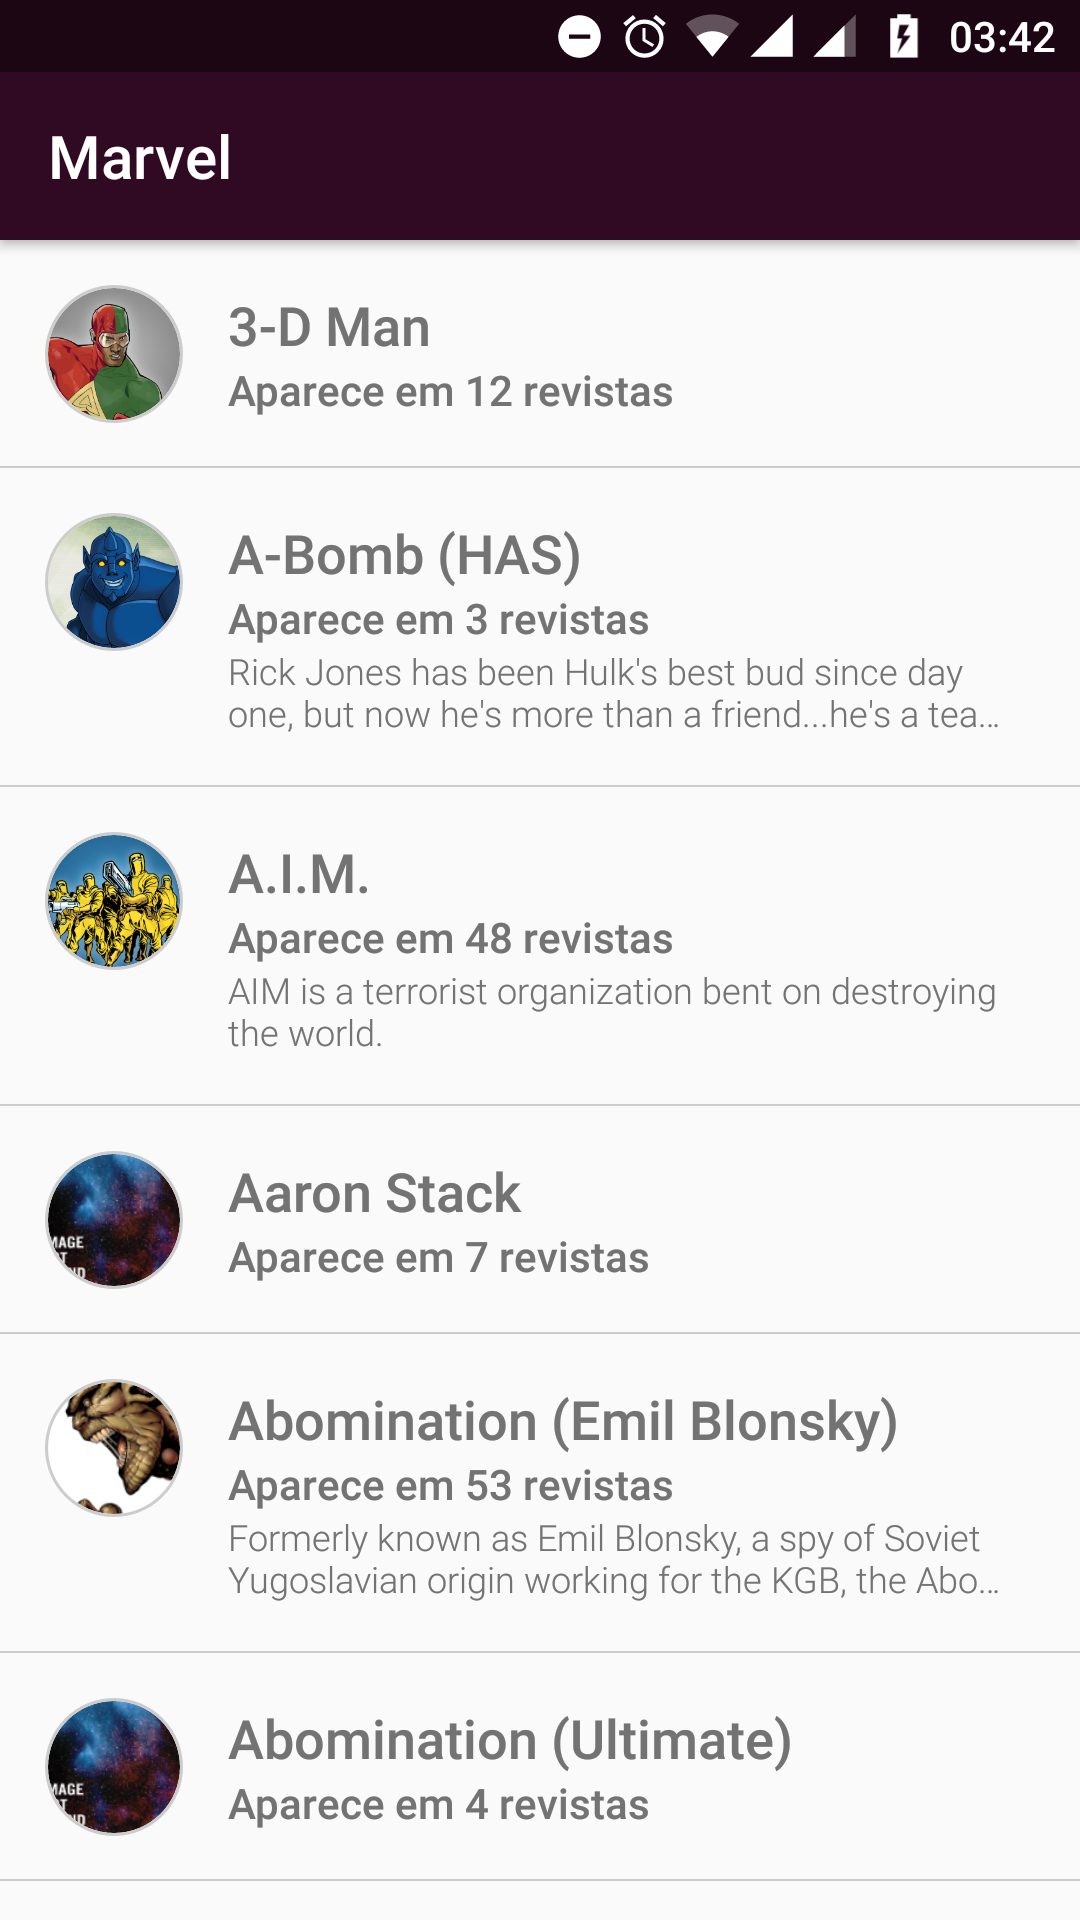 03:42
Marvel
3-D Man
Aparece em 12 revistas
A-Bomb (HAS)
Aparece em 3 revistas
Rick Jones has been Hulk's best bud since day
one, but now he's more than a friend...he's a tea...
A.I.M.
Aparece em 48 revistas
AIM is a terrorist organization bent on destroying
the world.
Aaron Stack
Aparece em 7 revistas
Abomination (Emil Blonsky)
Aparece em 53 revistas
Formerly known as Emil Blonsky, a spy of Soviet
Yugoslavian origin working for the KGB, the Abo...
Abomination (Ultimate)
Aparece em 4 revistas